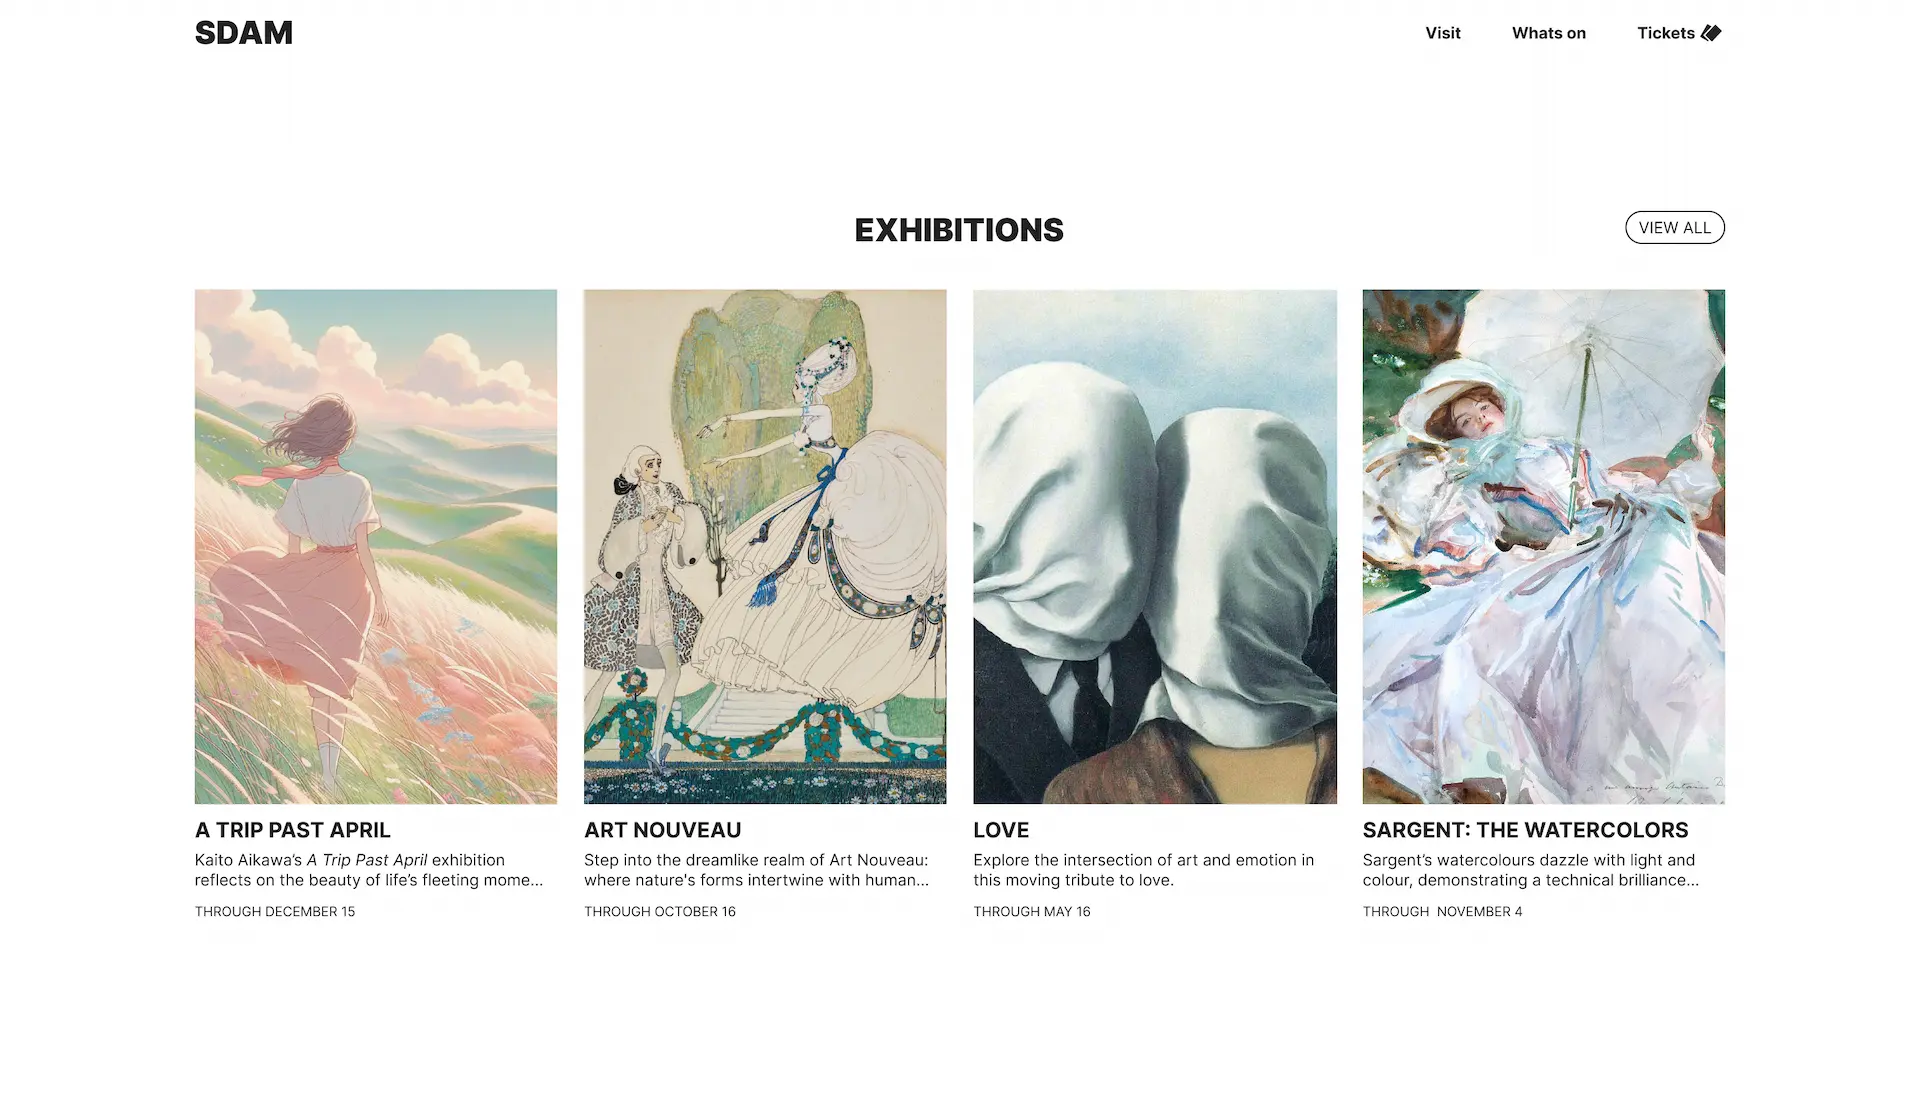 SDAM
Visit
Whats on
Tickets
EXHIBITIONS
VIEW ALL
A TRIP PAST APRIL
Kaito Aikawa’s A Trip Past April exhibition
reflects on the beauty of life’s fleeting mome...
THROUGH DECEMBER 15
ART NOUVEAU
Step into the dreamlike realm of Art Nouveau:
where nature's forms intertwine with human...
THROUGH OCTOBER 16
LOVE
Explore the intersection of art and emotion in
this moving tribute to love.
THROUGH MAY 16
SARGENT: THE WATERCOLORS
Sargent’s watercolours dazzle with light and
colour, demonstrating a technical brilliance...
THROUGH  NOVEMBER 4